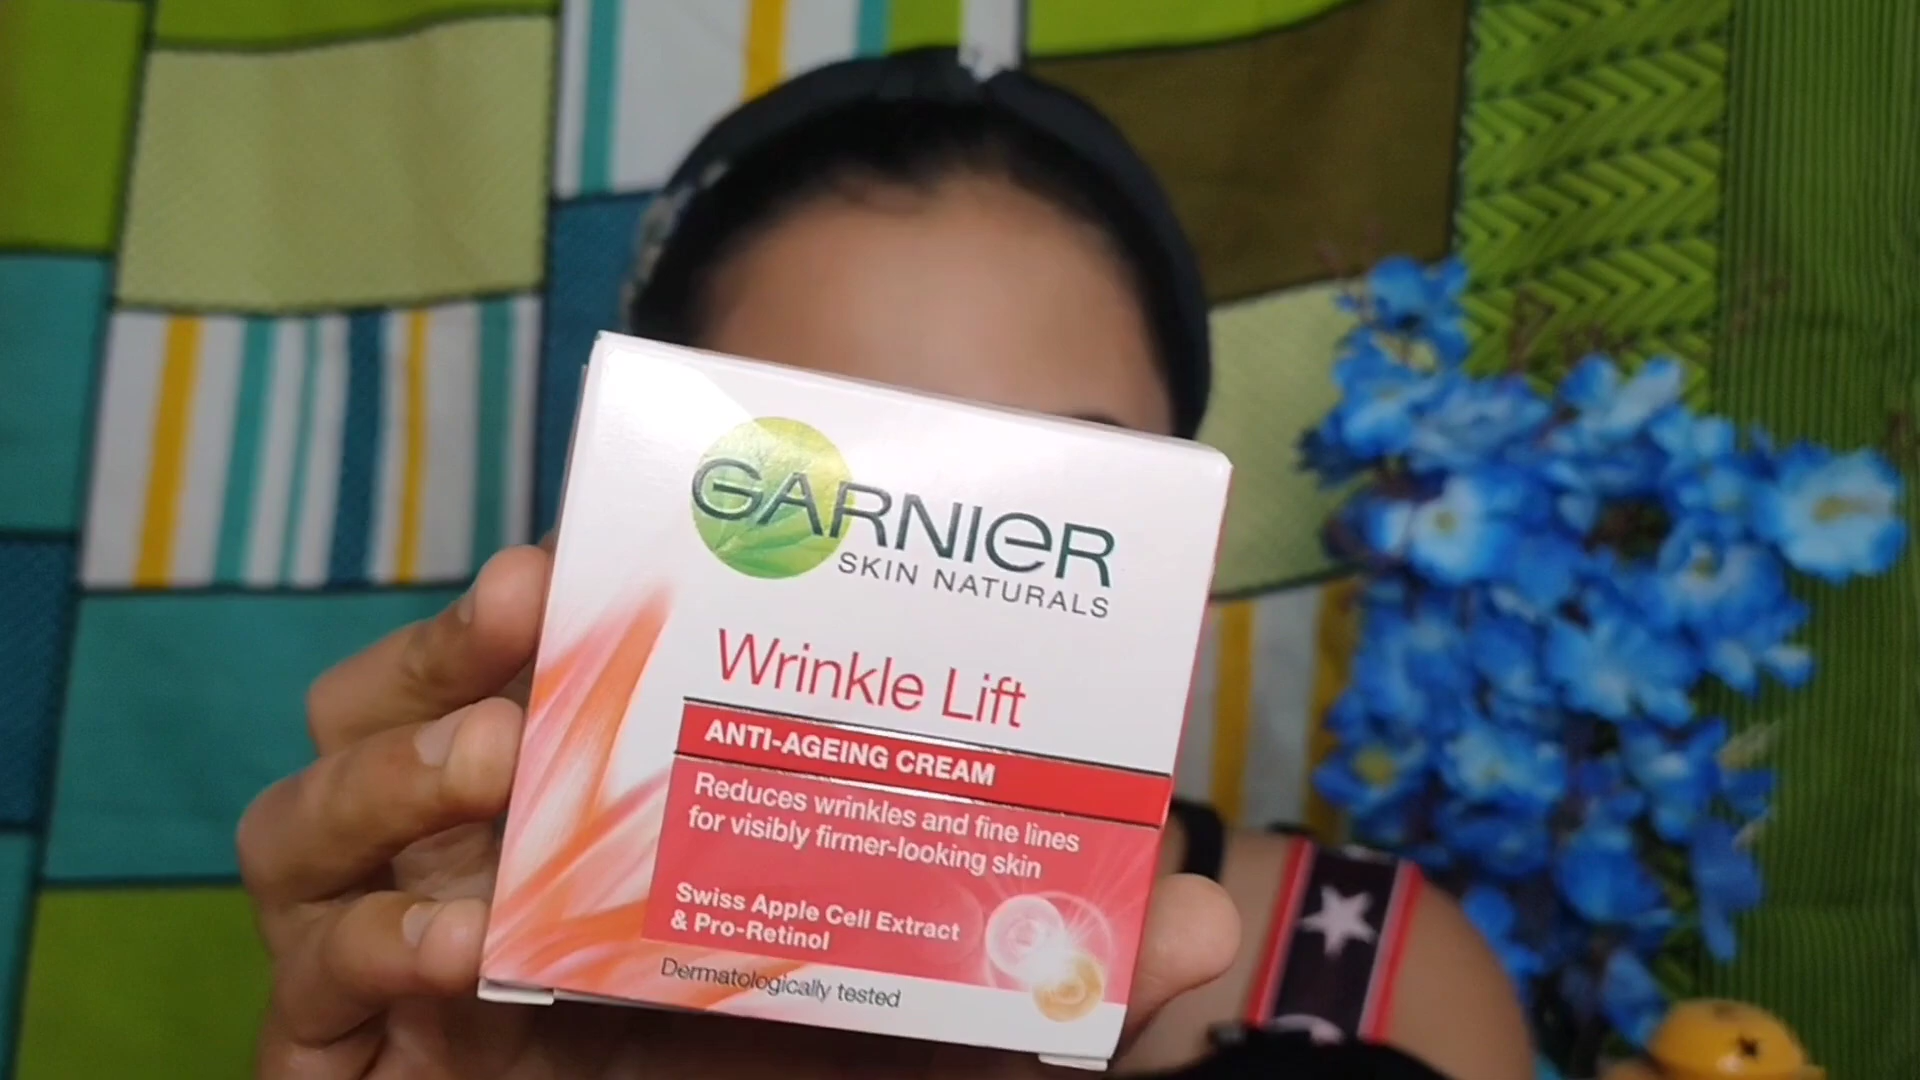 GARNIER
SKIN NATURALS
Wrinkle Lift
ANTI-AGEING CREAM
Reduces wrinkles and fine lines
for visibly firmer-looking skin
Swiss Apple Cell Extract
& Pro-Retinol
Dermatologically tested